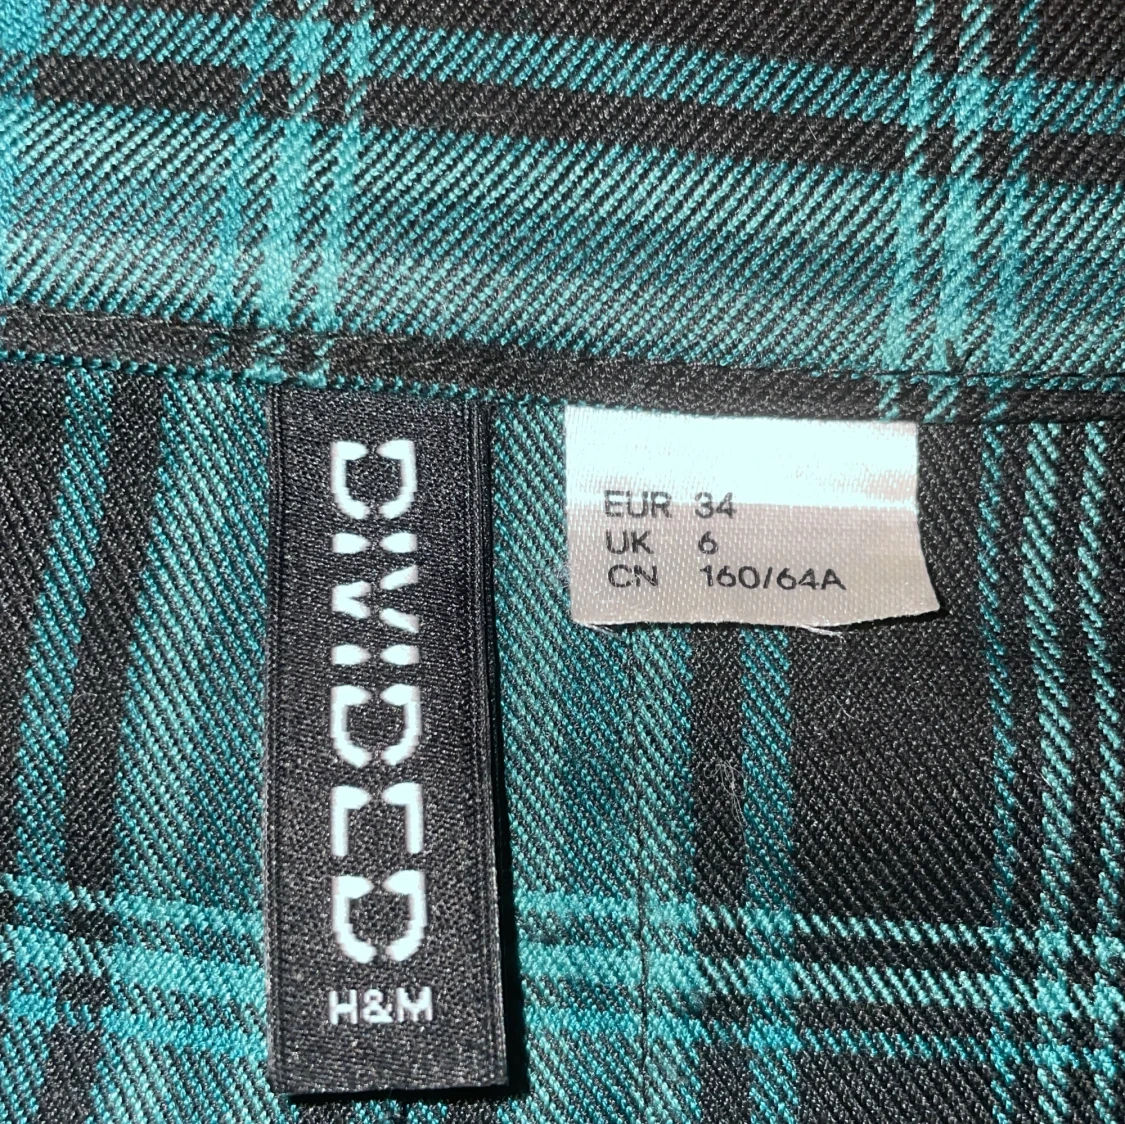 DIVIDED
H&M
EUR 34
UK 6
CN 160/64A